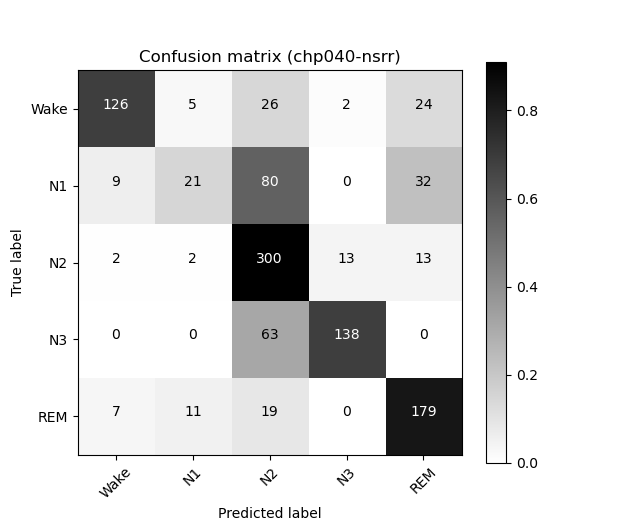 Confusion matrix (chp040-nsrr)
Wake 126 5 26 2 24
N1 9 21 80 0 32
N2 2 2 300 13 13
N3 0 0 63 138 0
REM 7 11 19 0 179
Wake N1 N2 N3 REM
Predicted label
True label
0.8
0.6
0.4
0.2
0.0